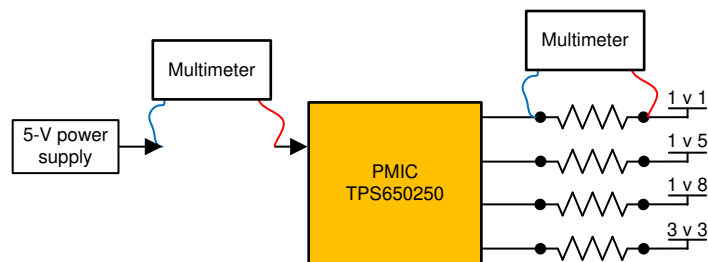 Multimeter
Multimeter
5-V power
supply
PMIC
TPS650250
1 v 1
1 v 5
1 v 8
3 v 3